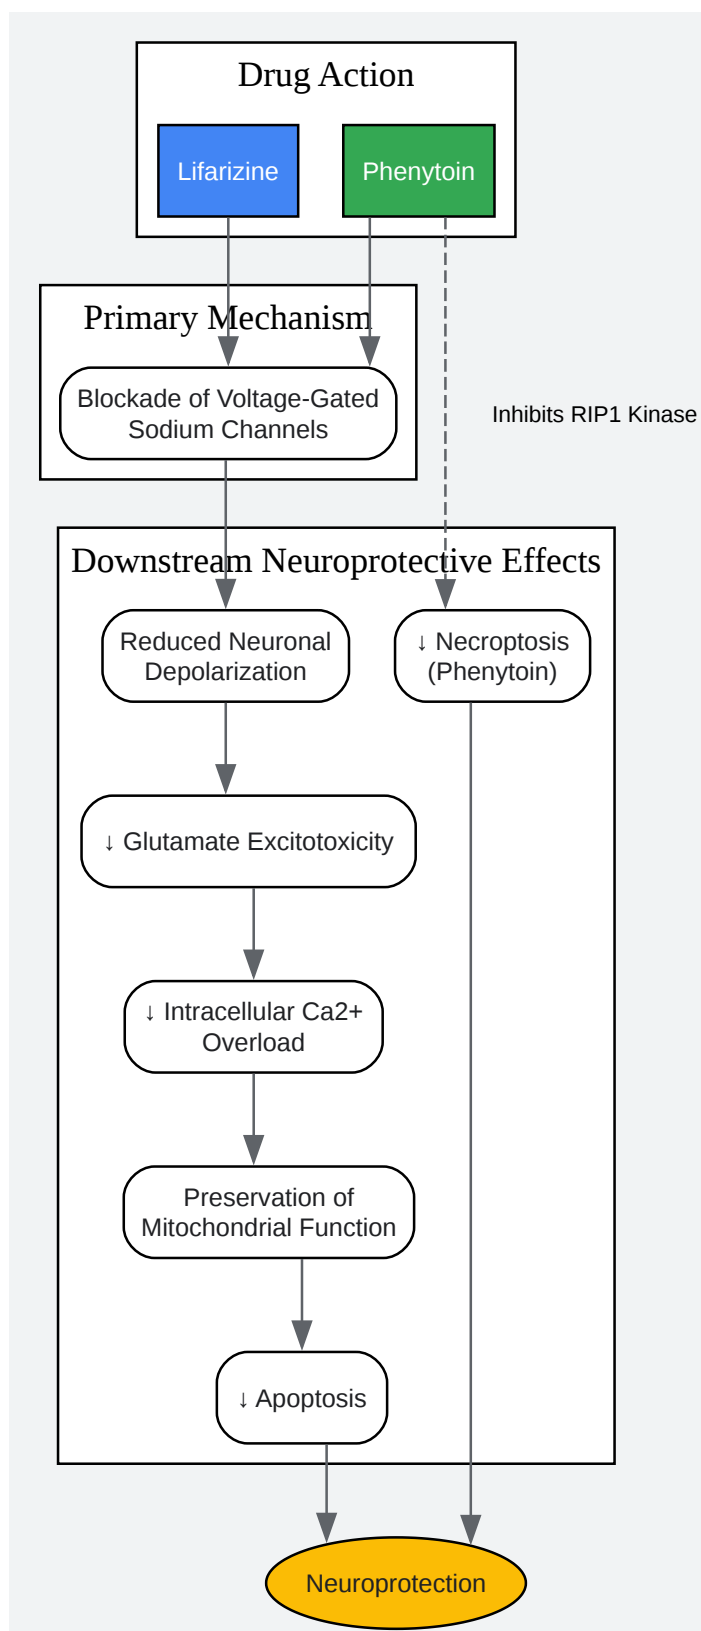 Drug Action
Lifarizine
Phenytoin
Primary Mechanism
Blockade of Voltage-Gated
Sodium Channels
Inhibits RIP1 Kinase
Downstream Neuroprotective Effects
Reduced Neuronal
Depolarization
↓ Necroptosis
(Phenytoin)
↓ Glutamate Excitotoxicity
↓ Intracellular Ca2+
Overload
Preservation of
Mitochondrial Function
↓ Apoptosis
Neuroprotection